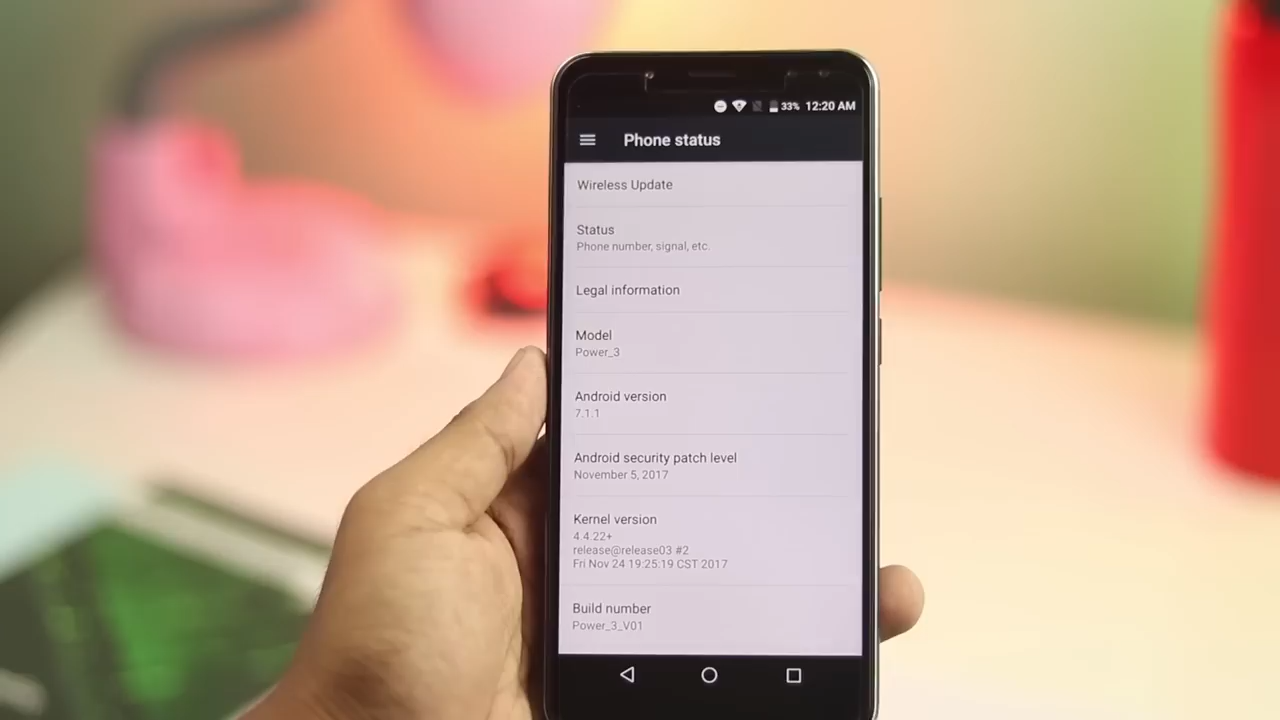 33% 12:20 AM
Phone status
Wireless Update
Status
Phone number, signal, etc.
Legal information
Model
Power_3
Android version
7.1.1
Android security patch level
November 5, 2017
Kernel version
4.4.22+
release@release03 #2
Fri Nov 24 19:25:19 CST 2017
Build number
Power_3_V01